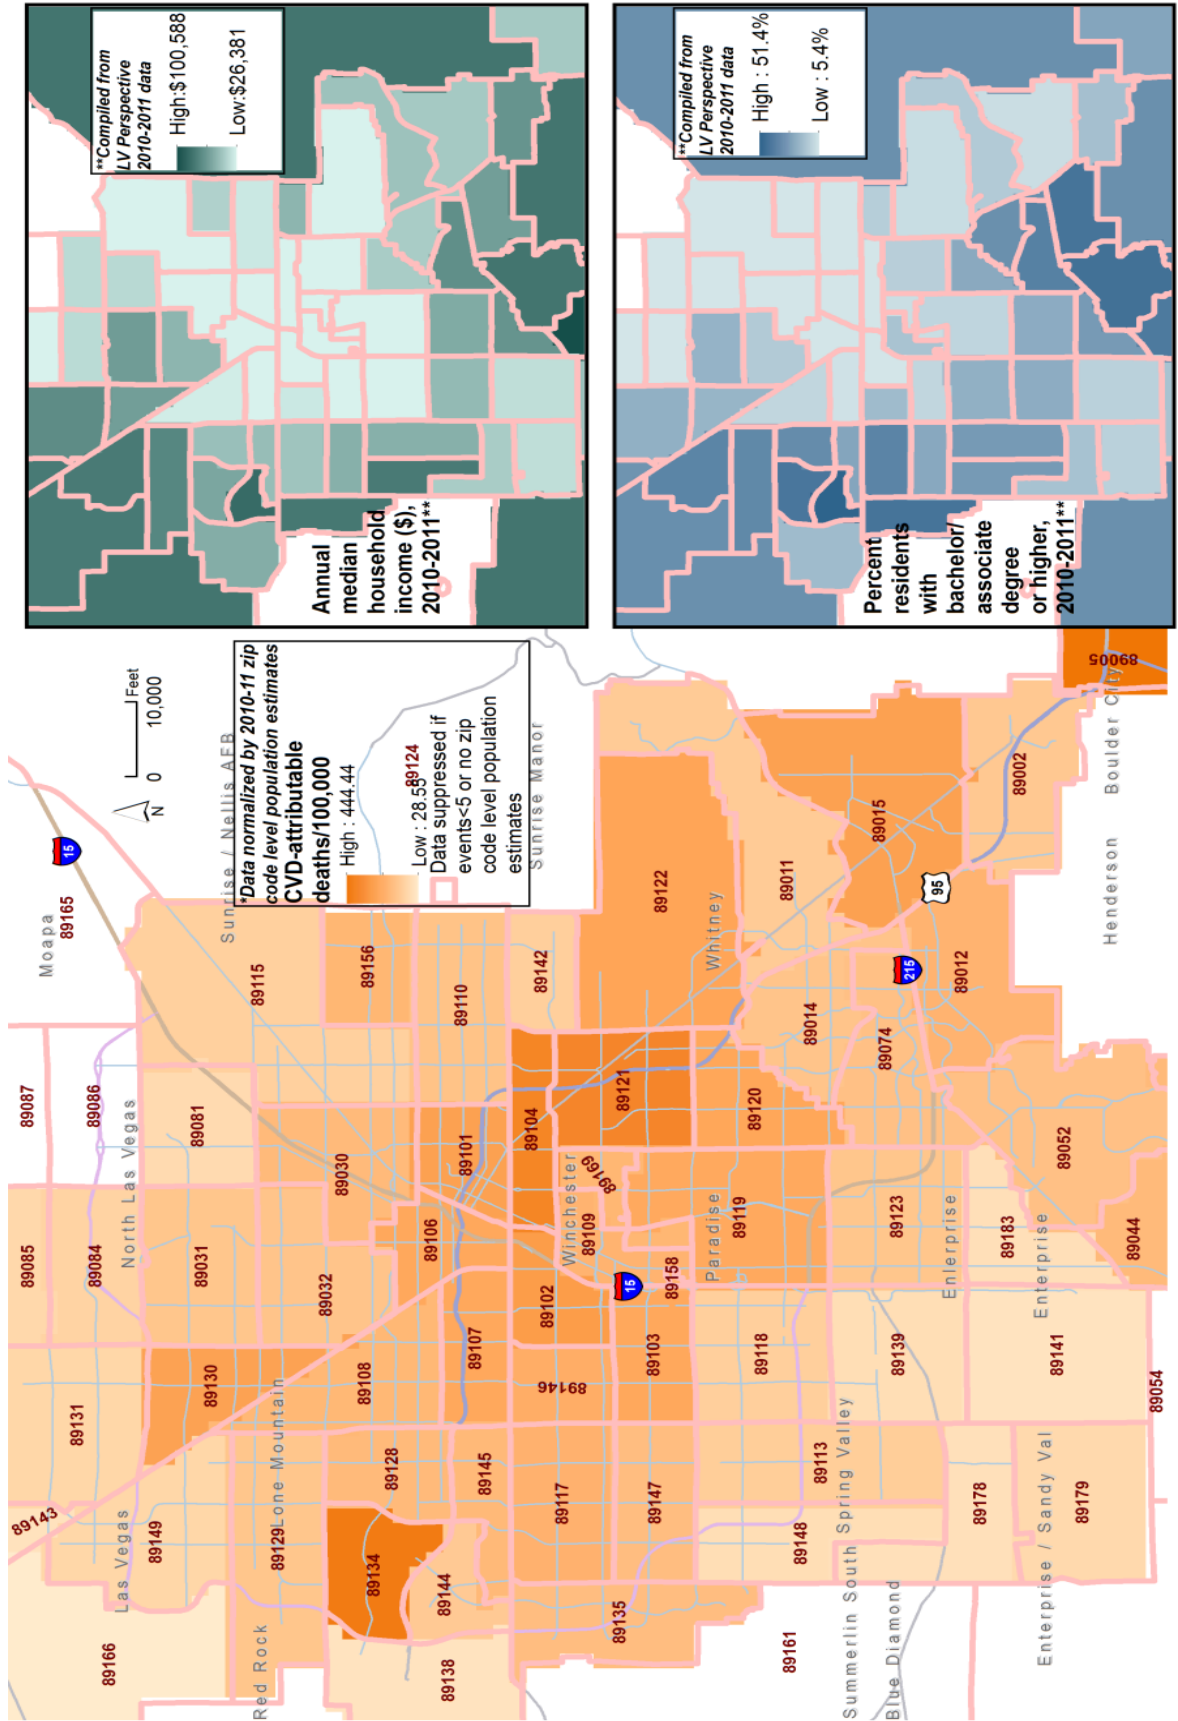 Moapa
89165
15
N
0
10,000
Feet
Sunrise / Nellis AFB
*Data normalized by 2010-11 zip
code level population estimates
CVD-attributable
deaths/100,000
High : 444.44
Low : 28.55
89124
Data suppressed if
events<5 or no zip
code level population
estimates
Sunrise Manor
89087
89086
89085
89084
North Las Vegas
89081
89115
89031
89030
89156
89110
89142
89131
89130
89032
89106
89101
89104
89143
Las Vegas
89149
89166
Red Rock
89129
Lone Mountain
89108
89128
89134
89144
89138
89145
89107
89146
89102
89117
89147
89135
89103
Winchester
89109
89169
89121
89122
15
89158
Paradise
89119
89120
Whitney
89011
89014
89015
95
89074
215
89012
89002
89005
Boulder City
Henderson
89118
89139
89113
89148
89161
Summerlin South
Spring Valley
Blue Diamond
89123
Enlerprise
89183
Enterprise
89052
89044
89141
89178
89179
Enterprise / Sandy Val
89054
**Compiled from
LV Perspective
2010-2011 data
High:$100,588
Low:$26,381
Annual
median
household
income ($),
2010-2011**
**Compiled from
LV Perspective
2010-2011 data
High : 51.4%
Low : 5.4%
Percent
residents
with
bachelor/
associate
degree
or higher,
2010-2011**